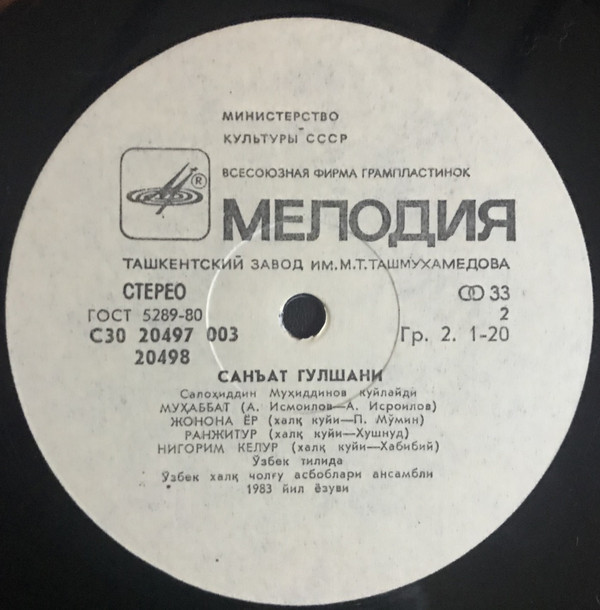 МИНИСТЕРСТВО
КУЛЬТУРЫ СССР
ВСЕСОЮЗНАЯ ФИРМА ГРАМПЛАСТИНОК
®
МЕЛОДИЯ
ТАШКЕНТСКИЙ ЗАВОД ИМ.М.Т.ТАШМУХАМЕДОВА
СТЕРЕО
33
ГОСТ 5289-80
2
С30 20497 003
Гр. 2. 1-20
20498
САНЪАТ ГУЛШАНИ
Салоҳиддин Муҳиддинов куйлайди
МУҲАББАТ (А. Исмоилов—А. Исроилов)
ЖОНОНА ЁР (халқ куйи—П. Мўмин)
РАНЖИТУР (халқ куйи—Хушнуд)
НИГОРИМ КЕЛУР (халқ куйи—Хабибий)
Ўзбек тилида
Ўзбек халқ чолғу асбоблари ансамбли
1983 йил ёзуви